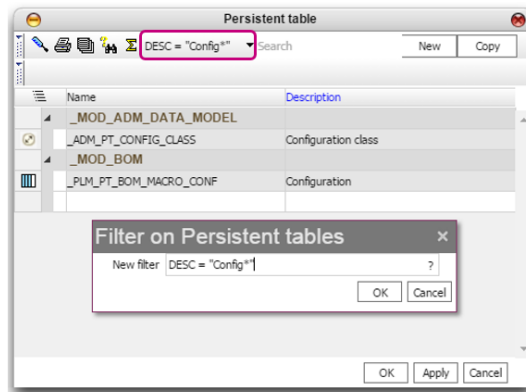 Persistent table
DESC = "Config*" Search New Copy
Name Description
_MOD_ADM_DATA_MODEL
_ADM_PT_CONFIG_CLASS Configuration class
_MOD_BOM
_PLM_PT_BOM_MACRO_CONF Configuration
Filter on Persistent tables ×
New filter DESC = "Config*" ?
OK Cancel
OK Apply Cancel